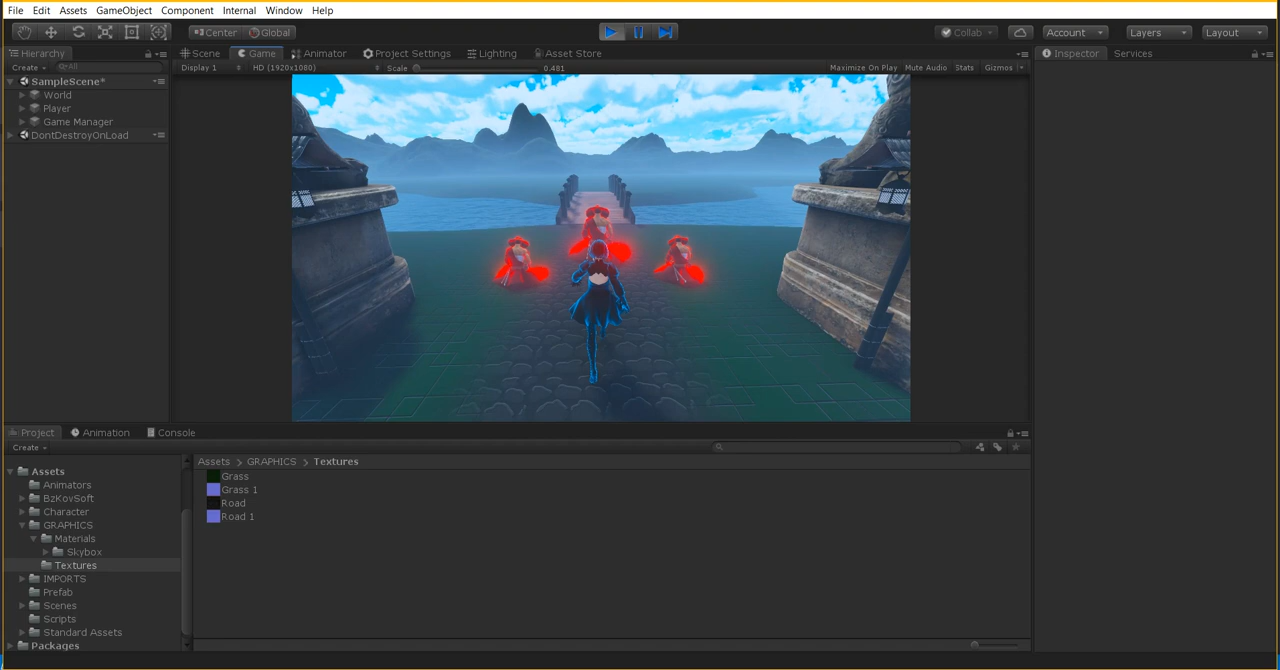 File Edit Assets GameObject Component Internal Window Help
Center Global Collab Account Layers Layout
Hierarchy Scene Game Animator Project Settings Lighting Asset Store Inspector Services
Create All Display 1 HD (1920x1080) Scale 0.481 Maximize On Play Mute Audio Stats Gizmos
SampleScene*
World
Player
Game Manager
DontDestroyOnLoad
Project Animation Console
Create
Assets GRAPHICS Textures
Assets
Animators
BzKovSoft
Character
GRAPHICS
Materials
Skybox
Textures
IMPORTS
Prefab
Scenes
Scripts
Standard Assets
Packages
Grass
Grass 1
Road
Road 1